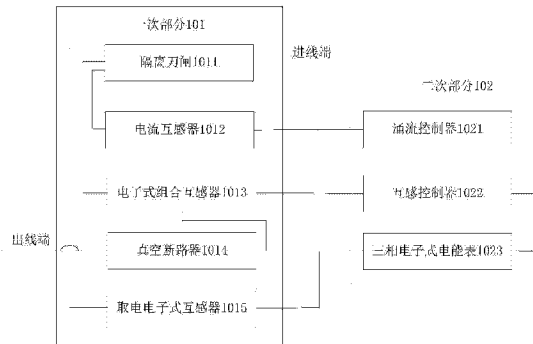 一次部分101
隔离刀闸1011
进线端
二次部分102
电流互感器1012
涌流控制器1021
电子式组合互感器1013
互感控制器1022
出线端
真空断路器1014
三相电子式电能表1023
取电电子式互感器1015